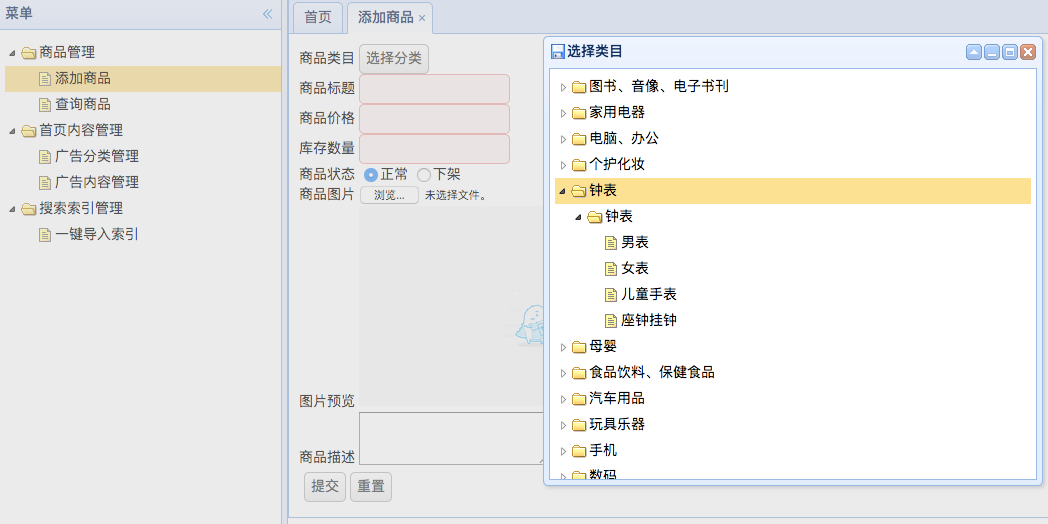 菜单
商品管理
添加商品
查询商品
首页内容管理
广告分类管理
广告内容管理
搜索索引管理
一键导入索引
首页
添加商品
商品类目 选择分类
商品标题
商品价格
库存数量
商品状态 正常 下架
商品图片 浏览... 未选择文件。
图片预览
商品描述
提交 重置
选择类目
图书、音像、电子书刊
家用电器
电脑、办公
个护化妆
钟表
钟表
男表
女表
儿童手表
座钟挂钟
母婴
食品饮料、保健食品
汽车用品
玩具乐器
手机
数码